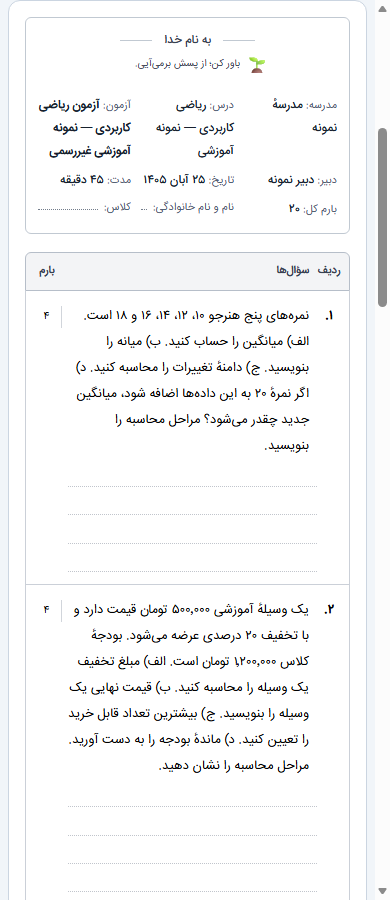 به نام خدا
باور کن؛ از پسش برمی‌آیی.
مدرسه: مدرسهٔ نمونه
درس: ریاضی کاربردی — نمونه آموزشی
آزمون: آزمون ریاضی کاربردی — نمونه آموزشی غیررسمی
دبیر: دبیر نمونه
تاریخ: ۲۵ آبان ۱۴۰۵
مدت: ۴۵ دقیقه
بارم کل: ۲۰
نام و نام خانوادگی:
کلاس:
ردیف سؤال‌ها بارم
۱. نمره‌های پنج هنرجو ۱۰، ۱۲، ۱۴، ۱۶ و ۱۸ است. ۴
الف) میانگین را حساب کنید. ب) میانه را
بنویسید. ج) دامنهٔ تغییرات را محاسبه کنید. د)
اگر نمرهٔ ۲۰ به این داده‌ها اضافه شود، میانگین
جدید چقدر می‌شود؟ مراحل محاسبه را
بنویسید.
۲. یک وسیلهٔ آموزشی ۵۰۰٬۰۰۰ تومان قیمت دارد و ۴
با تخفیف ۲۰ درصدی عرضه می‌شود. بودجهٔ
کلاس ۱٬۲۰۰٬۰۰۰ تومان است. الف) مبلغ تخفیف
یک وسیله را محاسبه کنید. ب) قیمت نهایی یک
وسیله را بنویسید. ج) بیشترین تعداد قابل خرید
را تعیین کنید. د) ماندهٔ بودجه را به دست آورید.
مراحل محاسبه را نشان دهید.